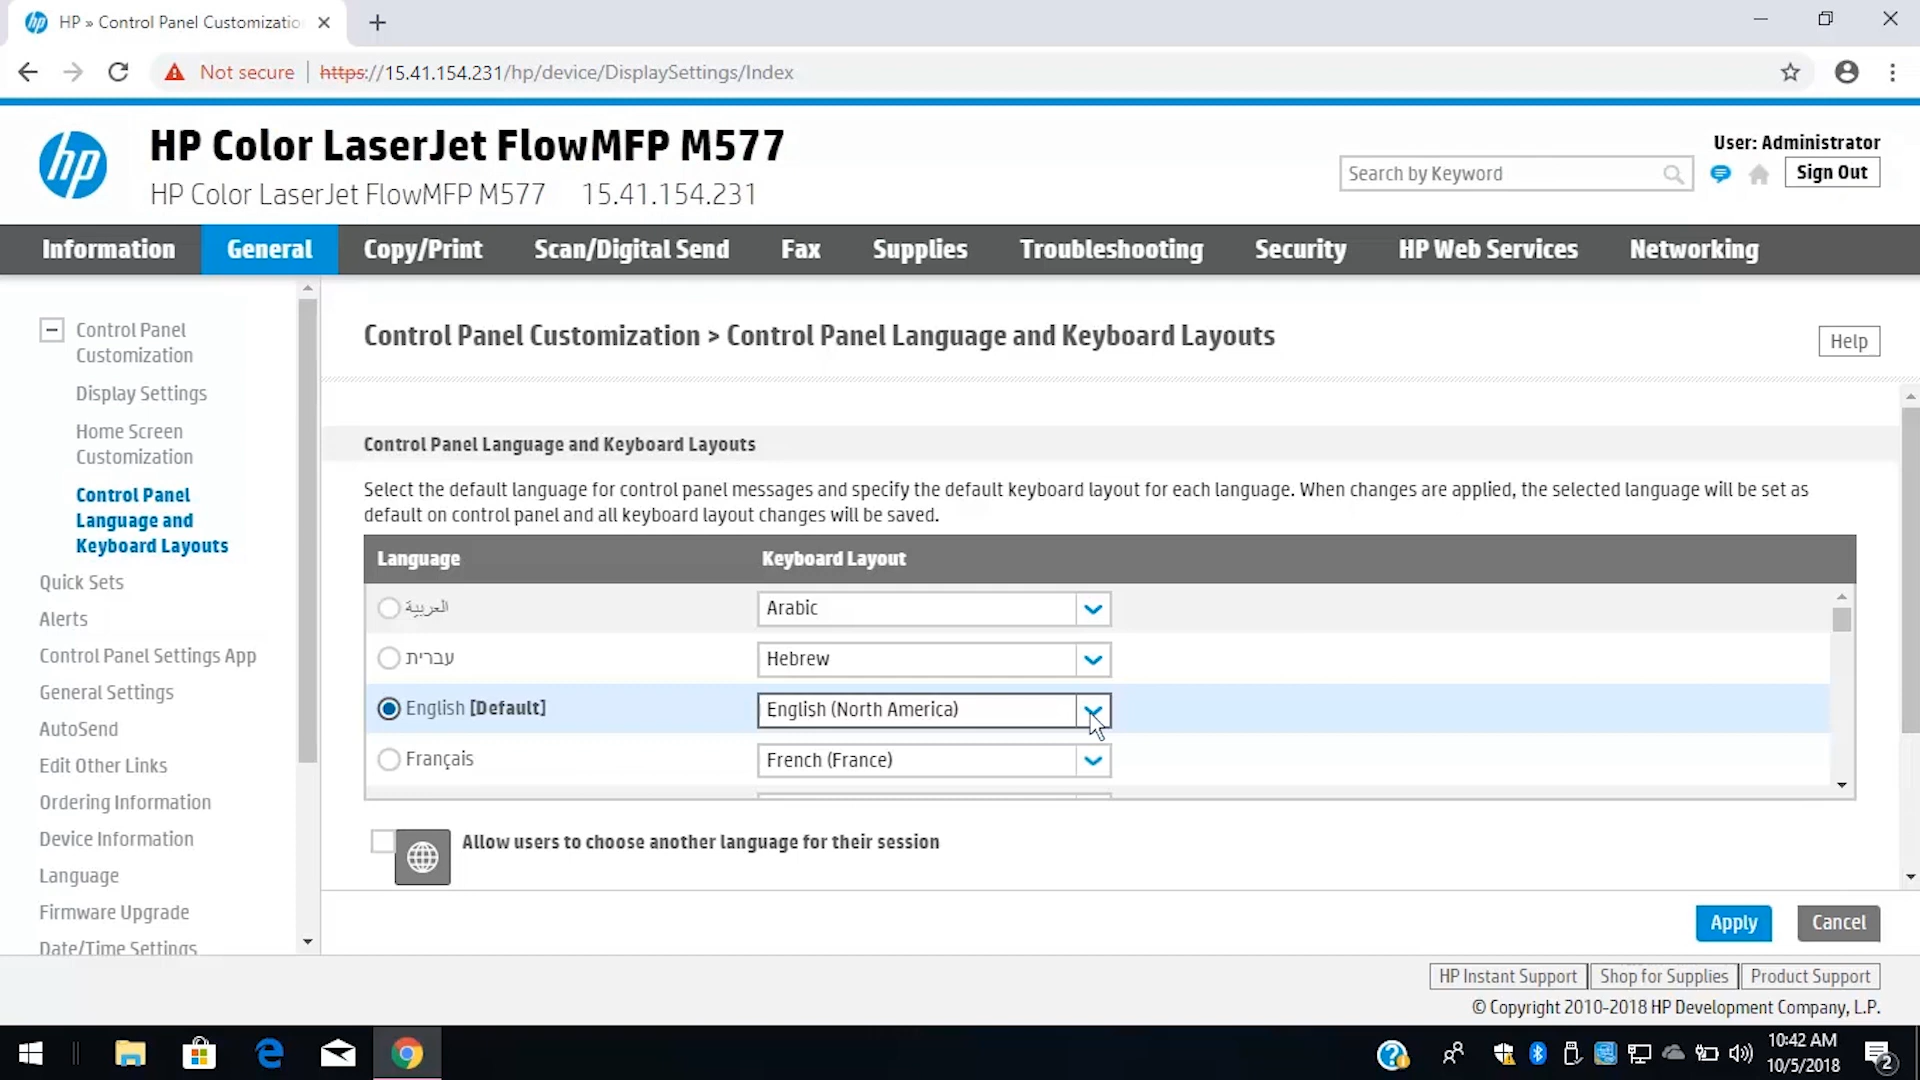 HP » Control Panel Customizatio
Not secure https://15.41.154.231/hp/device/DisplaySettings/Index
hp
HP Color LaserJet FlowMFP M577
HP Color LaserJet FlowMFP M577 15.41.154.231
User: Administrator
Search by Keyword
Sign Out
Information General Copy/Print Scan/Digital Send Fax Supplies Troubleshooting Security HP Web Services Networking
Control Panel
Customization
Display Settings
Home Screen
Customization
Control Panel
Language and
Keyboard Layouts
Quick Sets
Alerts
Control Panel Settings App
General Settings
AutoSend
Edit Other Links
Ordering Information
Device Information
Language
Firmware Upgrade
Date/Time Settings
Control Panel Customization > Control Panel Language and Keyboard Layouts
Help
Control Panel Language and Keyboard Layouts
Select the default language for control panel messages and specify the default keyboard layout for each language. When changes are applied, the selected language will be set as
default on control panel and all keyboard layout changes will be saved.
Language Keyboard Layout
العربية Arabic
עברית Hebrew
English [Default] English (North America)
Français French (France)
Allow users to choose another language for their session
Apply Cancel
HP Instant Support Shop for Supplies Product Support
© Copyright 2010-2018 HP Development Company, L.P.
10:42 AM
10/5/2018
2